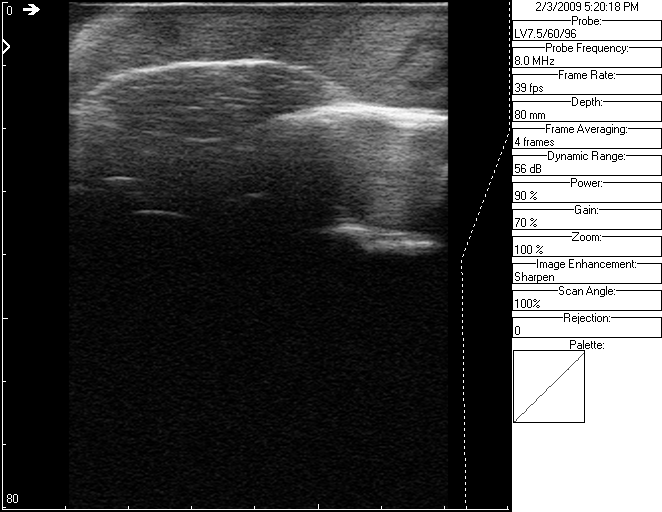 0
80
2/3/2009 5:20:18 PM
Probe:
LV7.5/60/96
Probe Frequency:
8.0 MHz
Frame Rate:
39 fps
Depth:
80 mm
Frame Averaging:
4 frames
Dynamic Range:
56 dB
Power:
90 %
Gain:
70 %
Zoom:
100 %
Image Enhancement:
Sharpen
Scan Angle:
100%
Rejection:
0
Palette: